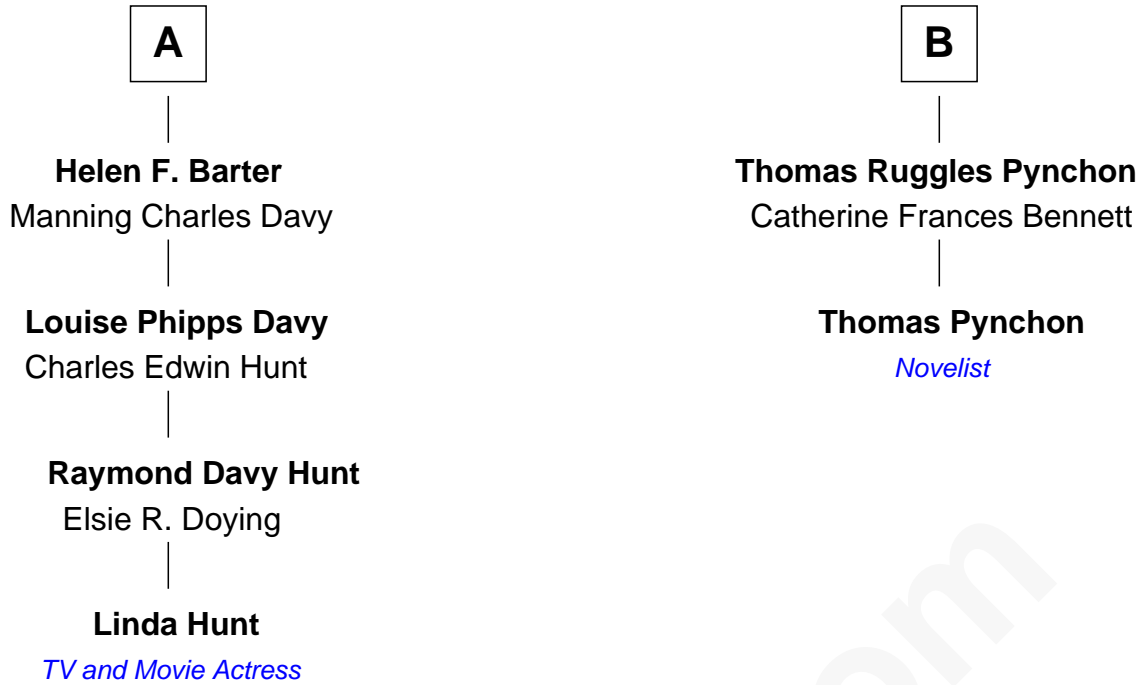 A
Helen F. Barter
Manning Charles Davy
Louise Phipps Davy
Charles Edwin Hunt
Raymond Davy Hunt
Elsie R. Doying
Linda Hunt
TV and Movie Actress
B
Thomas Ruggles Pynchon
Catherine Frances Bennett
Thomas Pynchon
Novelist
om